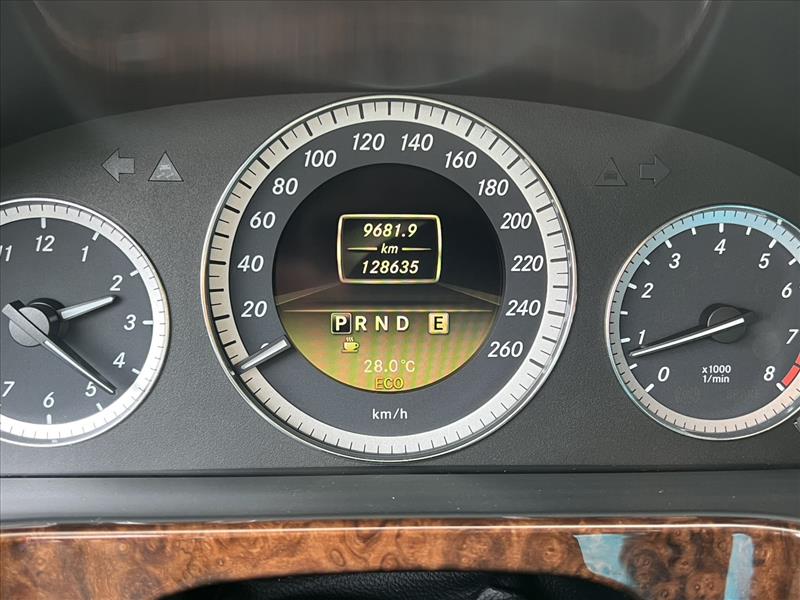 11 12 1 2 3 4 5 6 7
0 20 40 60 80 100 120 140 160 180 200 220 240 260
9681.9
km
128635
P R N D E
28.0°C
ECO
km/h
0 1 2 3 4 5 6 7 8
x1000
1/min